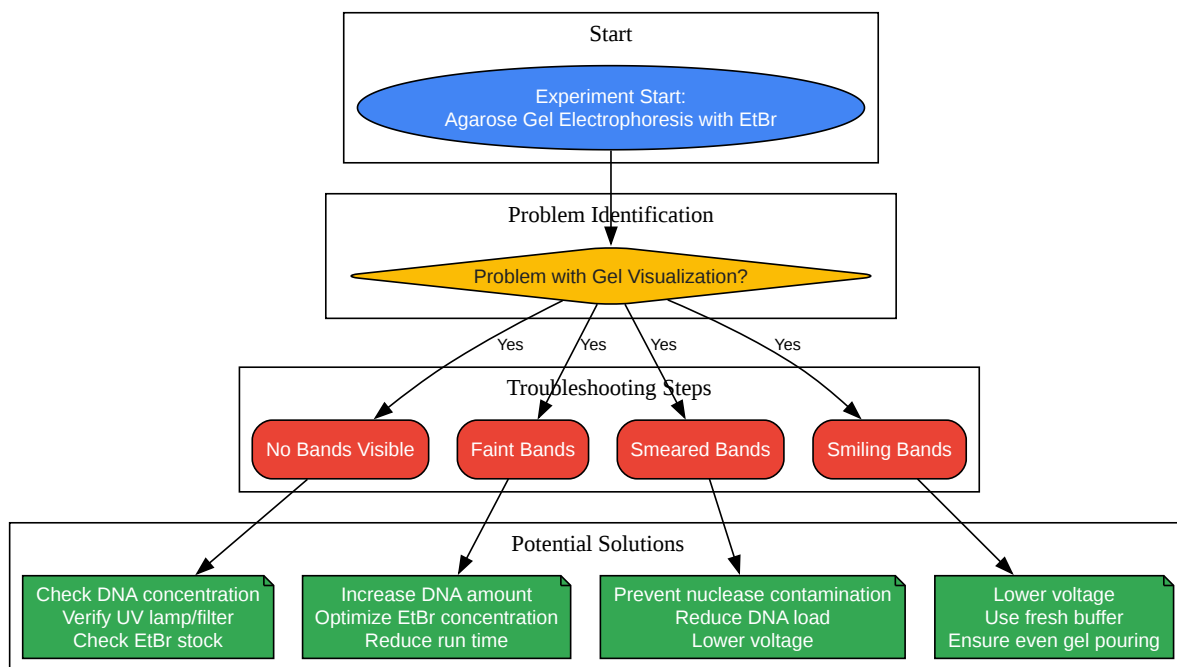 Start
Experiment Start:
Agarose Gel Electrophoresis with EtBr
Problem Identification
Problem with Gel Visualization?
Yes
Yes
Yes
Yes
Troubleshooting Steps
No Bands Visible
Faint Bands
Smeared Bands
Smiling Bands
Potential Solutions
Check DNA concentration
Verify UV lamp/filter
Check EtBr stock
Increase DNA amount
Optimize EtBr concentration
Reduce run time
Prevent nuclease contamination
Reduce DNA load
Lower voltage
Lower voltage
Use fresh buffer
Ensure even gel pouring